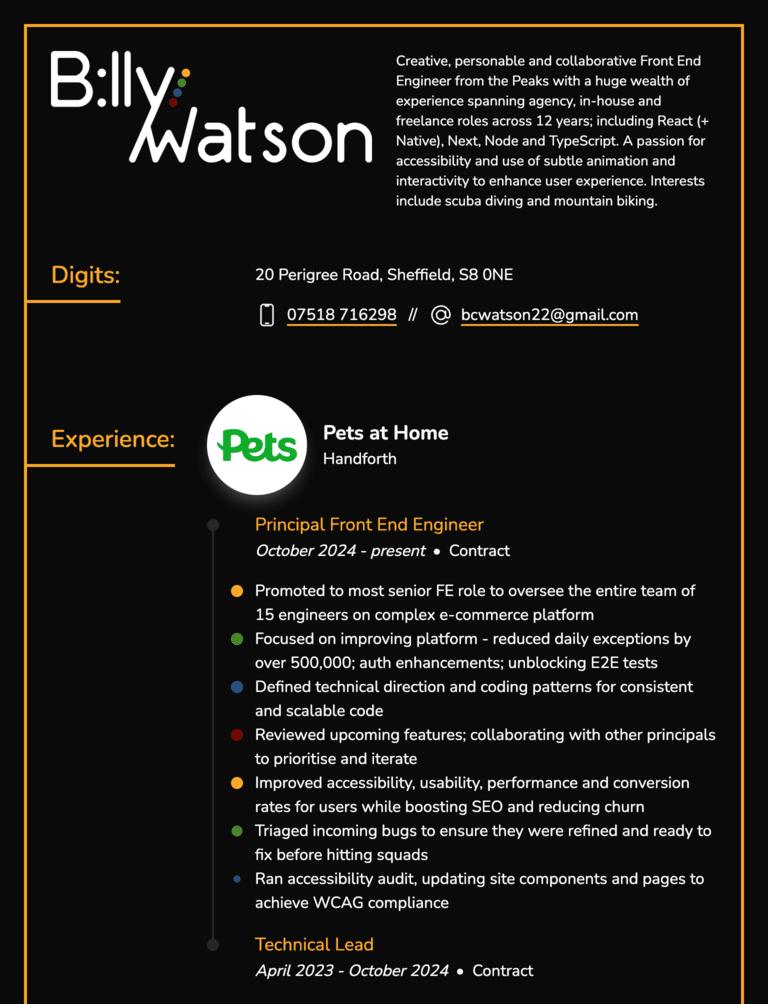 B:lly
Watson
Creative, personable and collaborative Front End
Engineer from the Peaks with a huge wealth of
experience spanning agency, in-house and
freelance roles across 12 years; including React (+
Native), Next, Node and TypeScript. A passion for
accessibility and use of subtle animation and
interactivity to enhance user experience. Interests
include scuba diving and mountain biking.
Digits:
20 Perigree Road, Sheffield, S8 0NE
07518 716298 // @ bcwatson22@gmail.com
Experience:
Pets
Pets at Home
Handforth
Principal Front End Engineer
October 2024 - present • Contract
Promoted to most senior FE role to oversee the entire team of
15 engineers on complex e-commerce platform
Focused on improving platform - reduced daily exceptions by
over 500,000; auth enhancements; unblocking E2E tests
Defined technical direction and coding patterns for consistent
and scalable code
Reviewed upcoming features; collaborating with other principals
to prioritise and iterate
Improved accessibility, usability, performance and conversion
rates for users while boosting SEO and reducing churn
Triaged incoming bugs to ensure they were refined and ready to
fix before hitting squads
Ran accessibility audit, updating site components and pages to
achieve WCAG compliance
Technical Lead
April 2023 - October 2024 • Contract